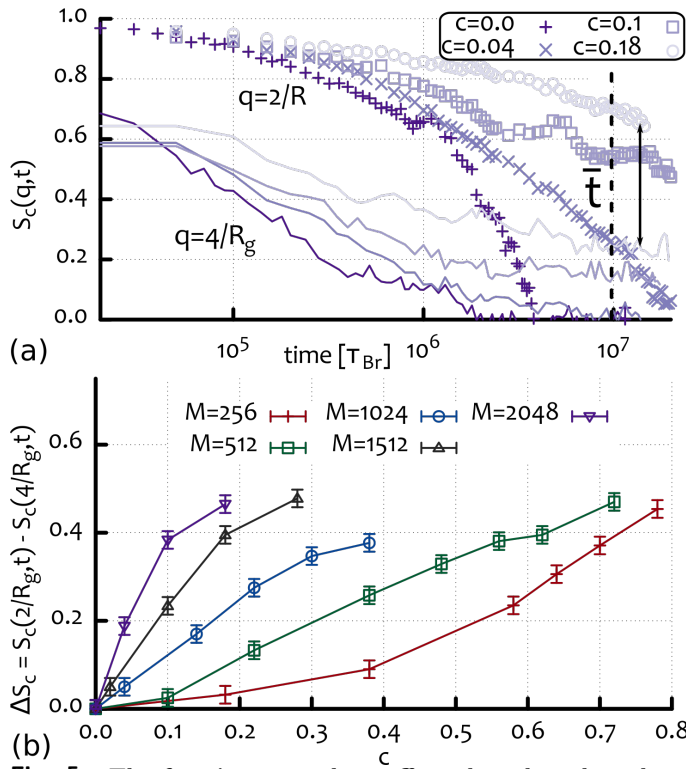 c=0.0 c=0.1
c=0.04 c=0.18
1.0
0.8
0.6
0.4
0.2
0.0
S_c(q,t)
q=2/R
q=4/R_g
t̄
10^5 10^6 10^7
time [τ_Br]
(a)
M=256 M=1024 M=2048
M=512 M=1512
0.6
0.4
0.2
0.0
ΔS_c = S_c(2/R_g,t) - S_c(4/R_g,t)
0.0 0.1 0.2 0.3 0.4 0.5 0.6 0.7 0.8
c
(b)